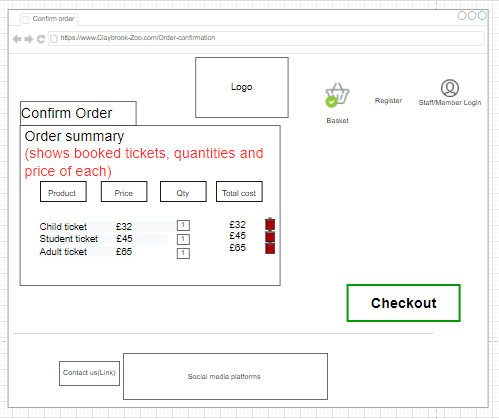 Confirm order
https://www.Claybrook-Zoo.com/Order-confirmation
Logo
Basket
Register
Staff/Member Login
Confirm Order
Order summary
(shows booked tickets, quantities and
price of each)
Product Price Qty Total cost
Child ticket £32 1 £32
Student ticket £45 1 £45
Adult ticket £65 1 £65
Checkout
Contact us(Link)
Social media platforms